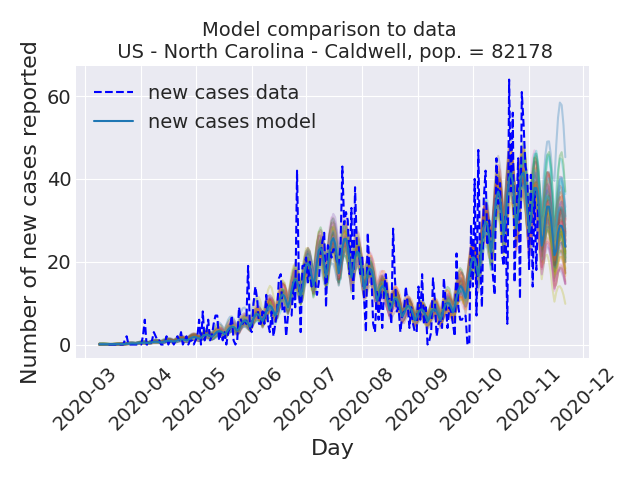 Model comparison to data
US - North Carolina - Caldwell, pop. = 82178
Number of new cases reported
60
40
20
0
new cases data
new cases model
2020-03
2020-04
2020-05
2020-06
2020-07
2020-08
2020-09
2020-10
2020-11
2020-12
Day